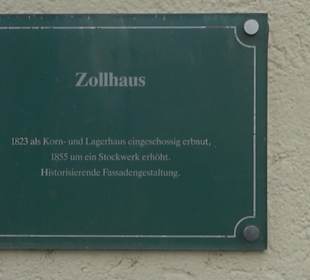 Zollhaus
1823 als Korn- und Lagerhaus eingeschossig erbaut,
1855 um ein Stockwerk erhöht.
Historisierende Fassadengestaltung.